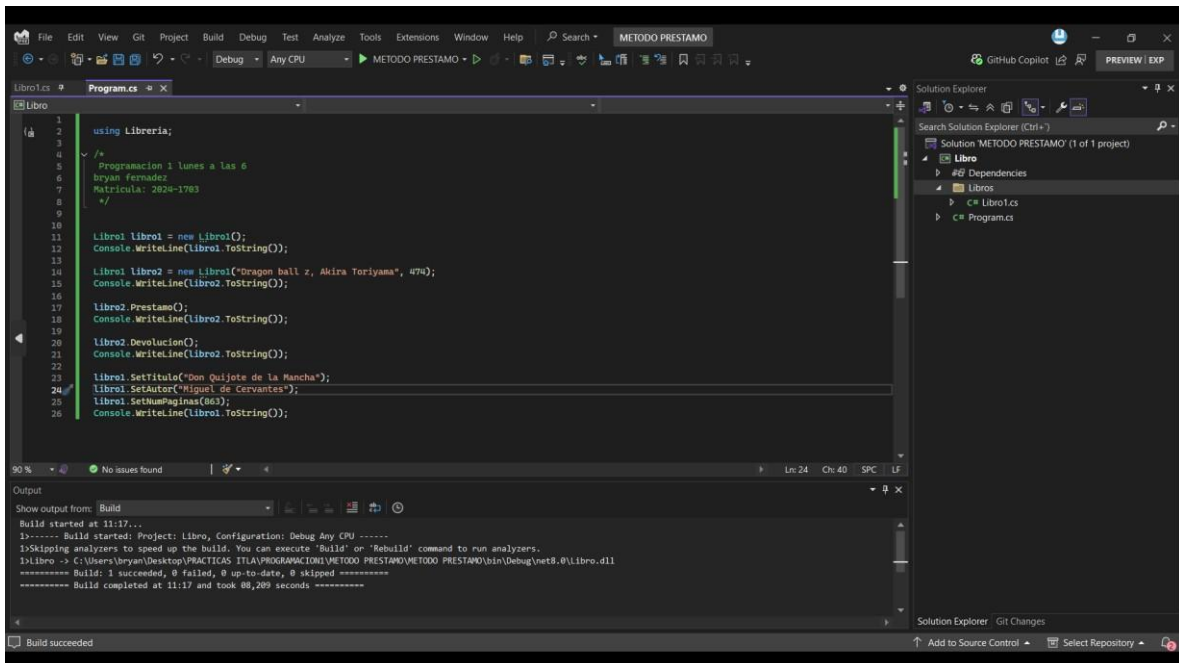 File Edit View Git Project Build Debug Test Analyze Tools Extensions Window Help Search METODO PRESTAMO
Debug Any CPU METODO PRESTAMO GitHub Copilot PREVIEW | EXP
Libro1.cs Program.cs
Libro
1
2 using Libreria;
3
4 /*
5 Programacion 1 lunes a las 6
6 bryan fernadez
7 Matricula: 2024-1703
8 */
9
10
11 Libro1 libro1 = new Libro1();
12 Console.WriteLine(libro1.ToString());
13
14 Libro1 libro2 = new Libro1("Dragon ball z, Akira Toriyama", 474);
15 Console.WriteLine(libro2.ToString());
16
17 libro2.Prestamo();
18 Console.WriteLine(libro2.ToString());
19
20 libro2.Devolucion();
21 Console.WriteLine(libro2.ToString());
22
23 libro1.SetTitulo("Don Quijote de la Mancha");
24 libro1.SetAutor("Miguel de Cervantes");
25 libro1.SetNumPaginas(863);
26 Console.WriteLine(libro1.ToString());
90 % No issues found Ln: 24 Ch: 40 SPC LF
Output
Show output from: Build
Build started at 11:17...
1>------ Build started: Project: Libro, Configuration: Debug Any CPU ------
1>Skipping analyzers to speed up the build. You can execute 'Build' or 'Rebuild' command to run analyzers.
1>Libro -> C:\Users\bryan\Desktop\PRACTICAS ITLA\PROGRAMACION1\METODO PRESTAMO\METODO PRESTAMO\bin\Debug\net8.0\Libro.dll
========== Build: 1 succeeded, 0 failed, 0 up-to-date, 0 skipped ==========
========== Build completed at 11:17 and took 08,209 seconds ==========
Solution Explorer
Search Solution Explorer (Ctrl+')
Solution 'METODO PRESTAMO' (1 of 1 project)
Libro
Dependencies
Libros
C# Libro1.cs
C# Program.cs
Solution Explorer Git Changes
Build succeeded Add to Source Control Select Repository